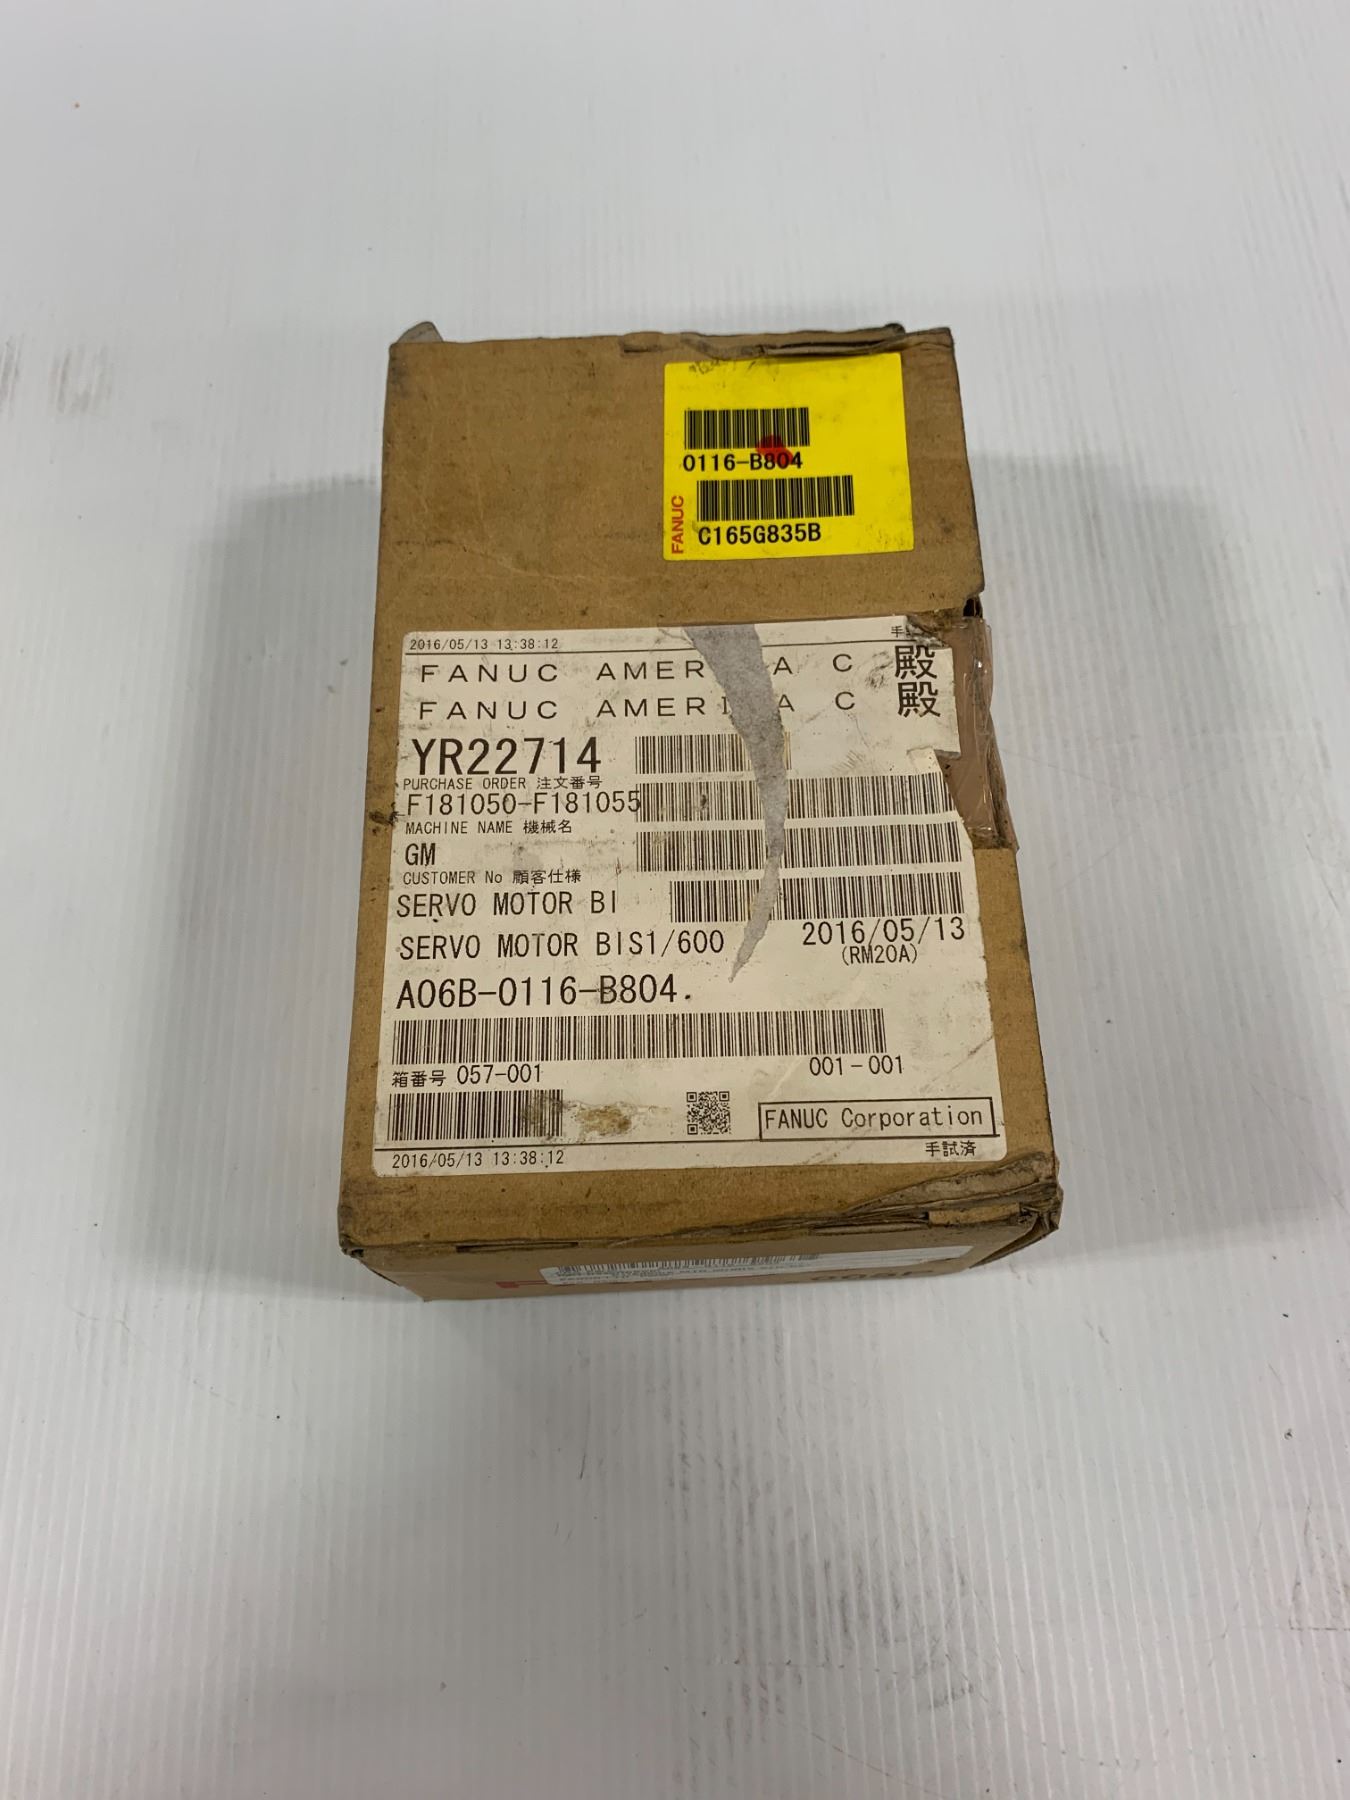 0116-B804
FANUC
C165G835B
2016/05/13 13:38:12
FANUC AMERI A C 殿
FANUC AMERI A C 殿
YR22714
PURCHASE ORDER 注文番号
F181050-F181055
MACHINE NAME 機械名
GM
CUSTOMER No 顧客仕様
SERVO MOTOR BI
SERVO MOTOR BIS1/600 2016/05/13
(RM20A)
A06B-0116-B804.
箱番号 057-001 001-001
FANUC Corporation
2016/05/13 13:38:12 手試済